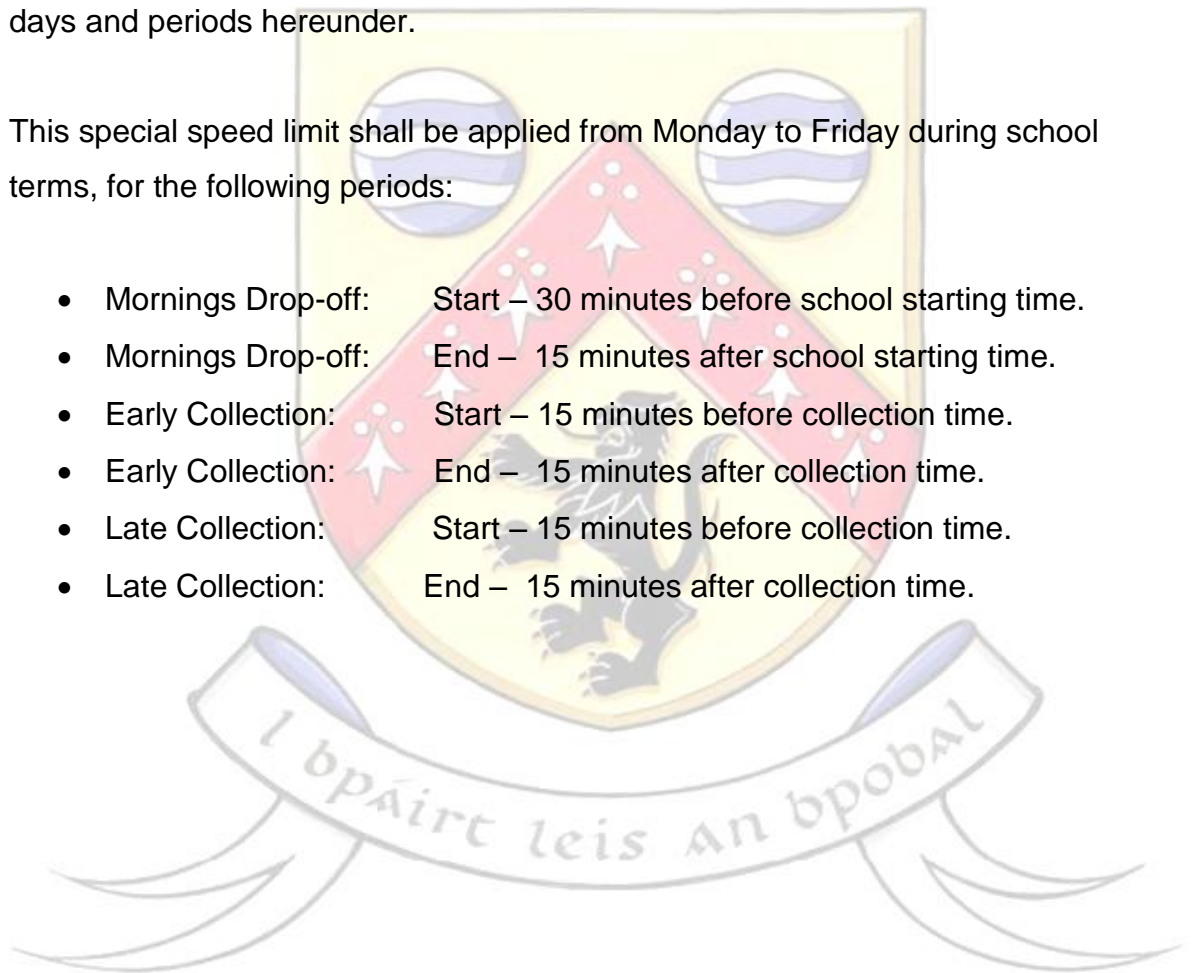 days and periods hereunder.
This special speed limit shall be applied from Monday to Friday during school
terms, for the following periods:
• Mornings Drop-off: Start – 30 minutes before school starting time.
• Mornings Drop-off: End – 15 minutes after school starting time.
• Early Collection: Start – 15 minutes before collection time.
• Early Collection: End – 15 minutes after collection time.
• Late Collection: Start – 15 minutes before collection time.
• Late Collection: End – 15 minutes after collection time.
I bpáirt leis an bpobal